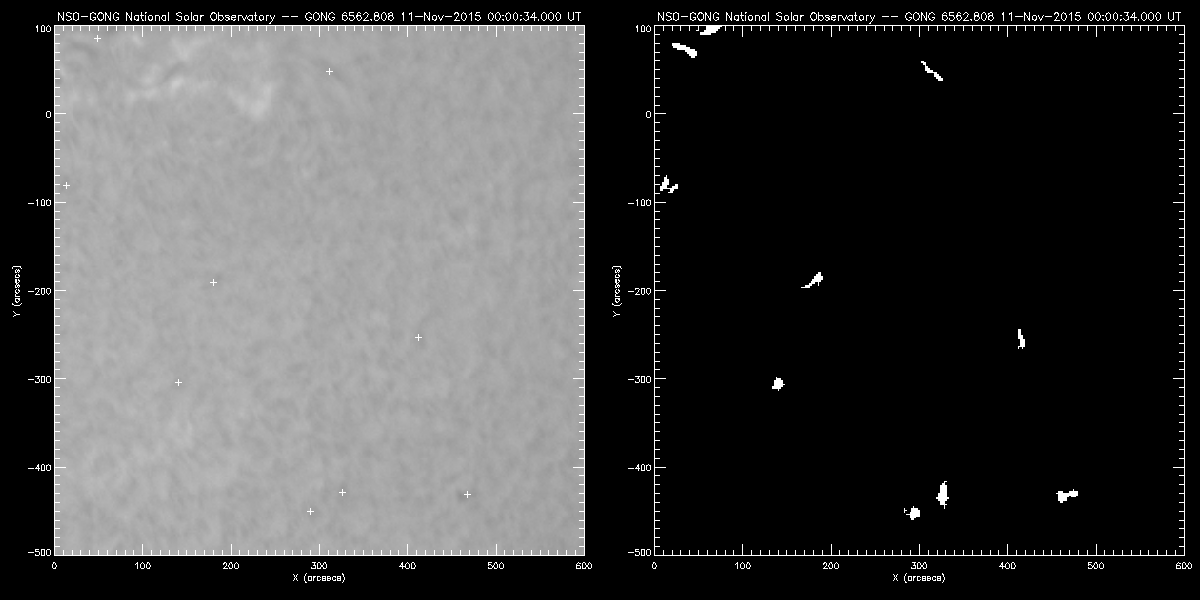 NSO-GONG National Solar Observatory -- GONG 6562.808 11-Nov-2015 00:00:34.000 UT
100
0
-100
-200
-300
-400
-500
Y (arcsecs)
0 100 200 300 400 500 600
X (arcsecs)
NSO-GONG National Solar Observatory -- GONG 6562.808 11-Nov-2015 00:00:34.000 UT
100
0
-100
-200
-300
-400
-500
Y (arcsecs)
0 100 200 300 400 500 600
X (arcsecs)